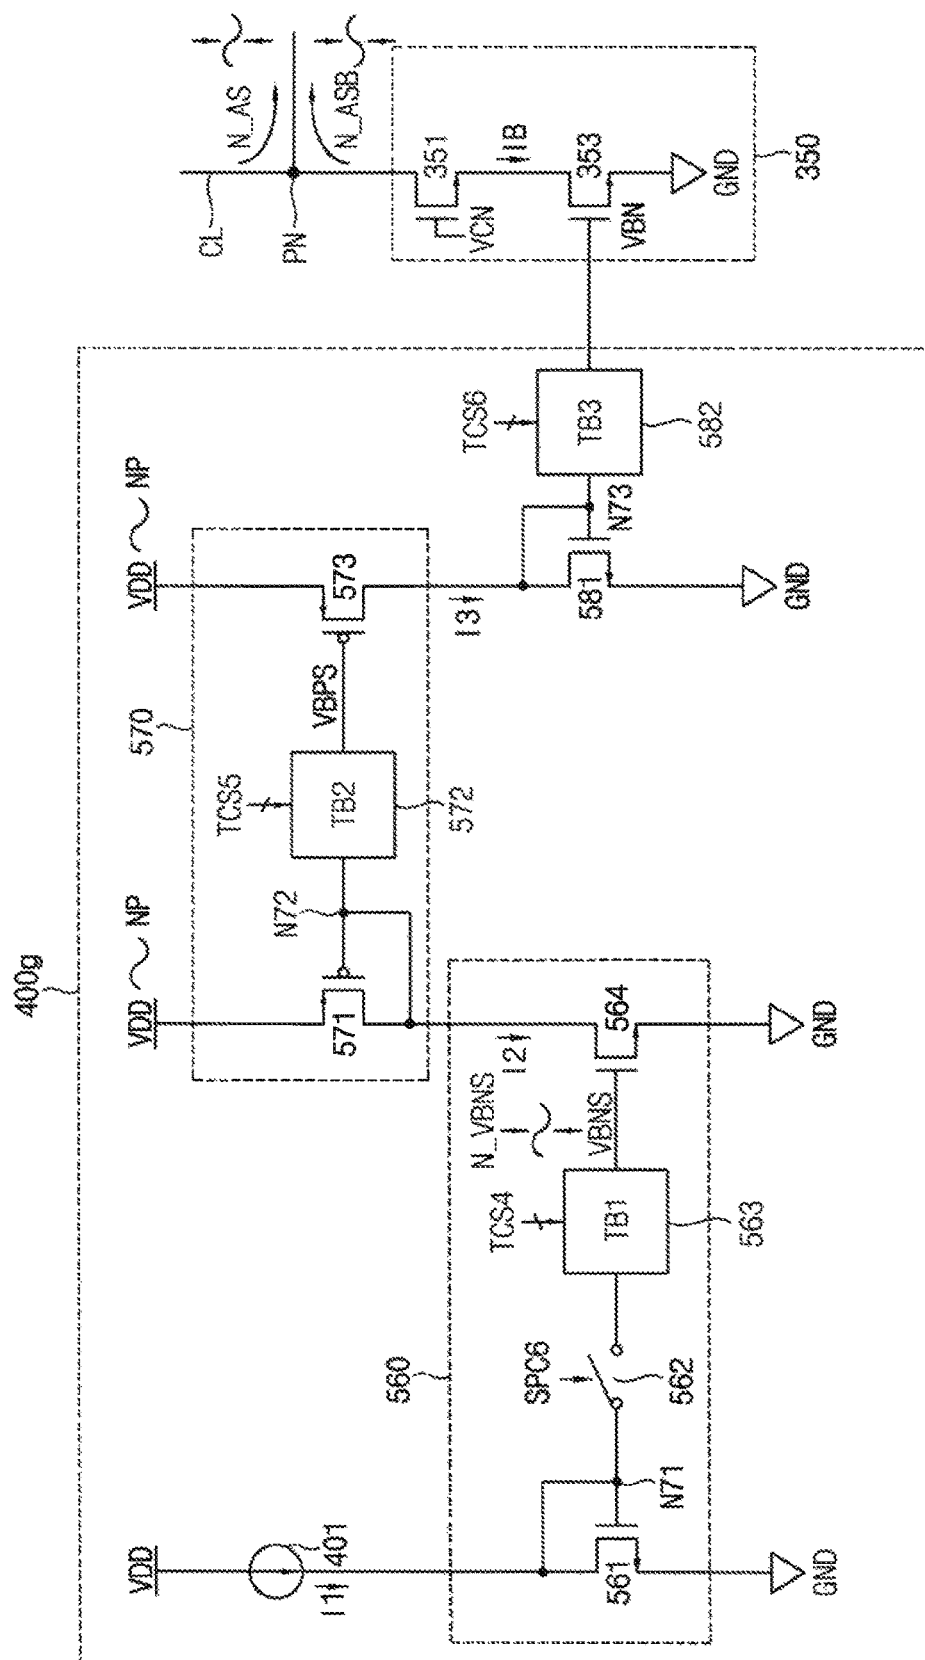 400g
VDD
I1
401
561
N71
GND
560
SPC6
562
TCS4
TB1
563
N_VBNS
VBNS
I2
564
GND
VDD
NP
571
N72
570
TCS5
TB2
572
VBPS
573
VDD
NP
I3
581
N73
GND
TCS6
TB3
582
CL
PN
N_AS
N_ASB
351
VCN
IB
353
VBN
GND
350